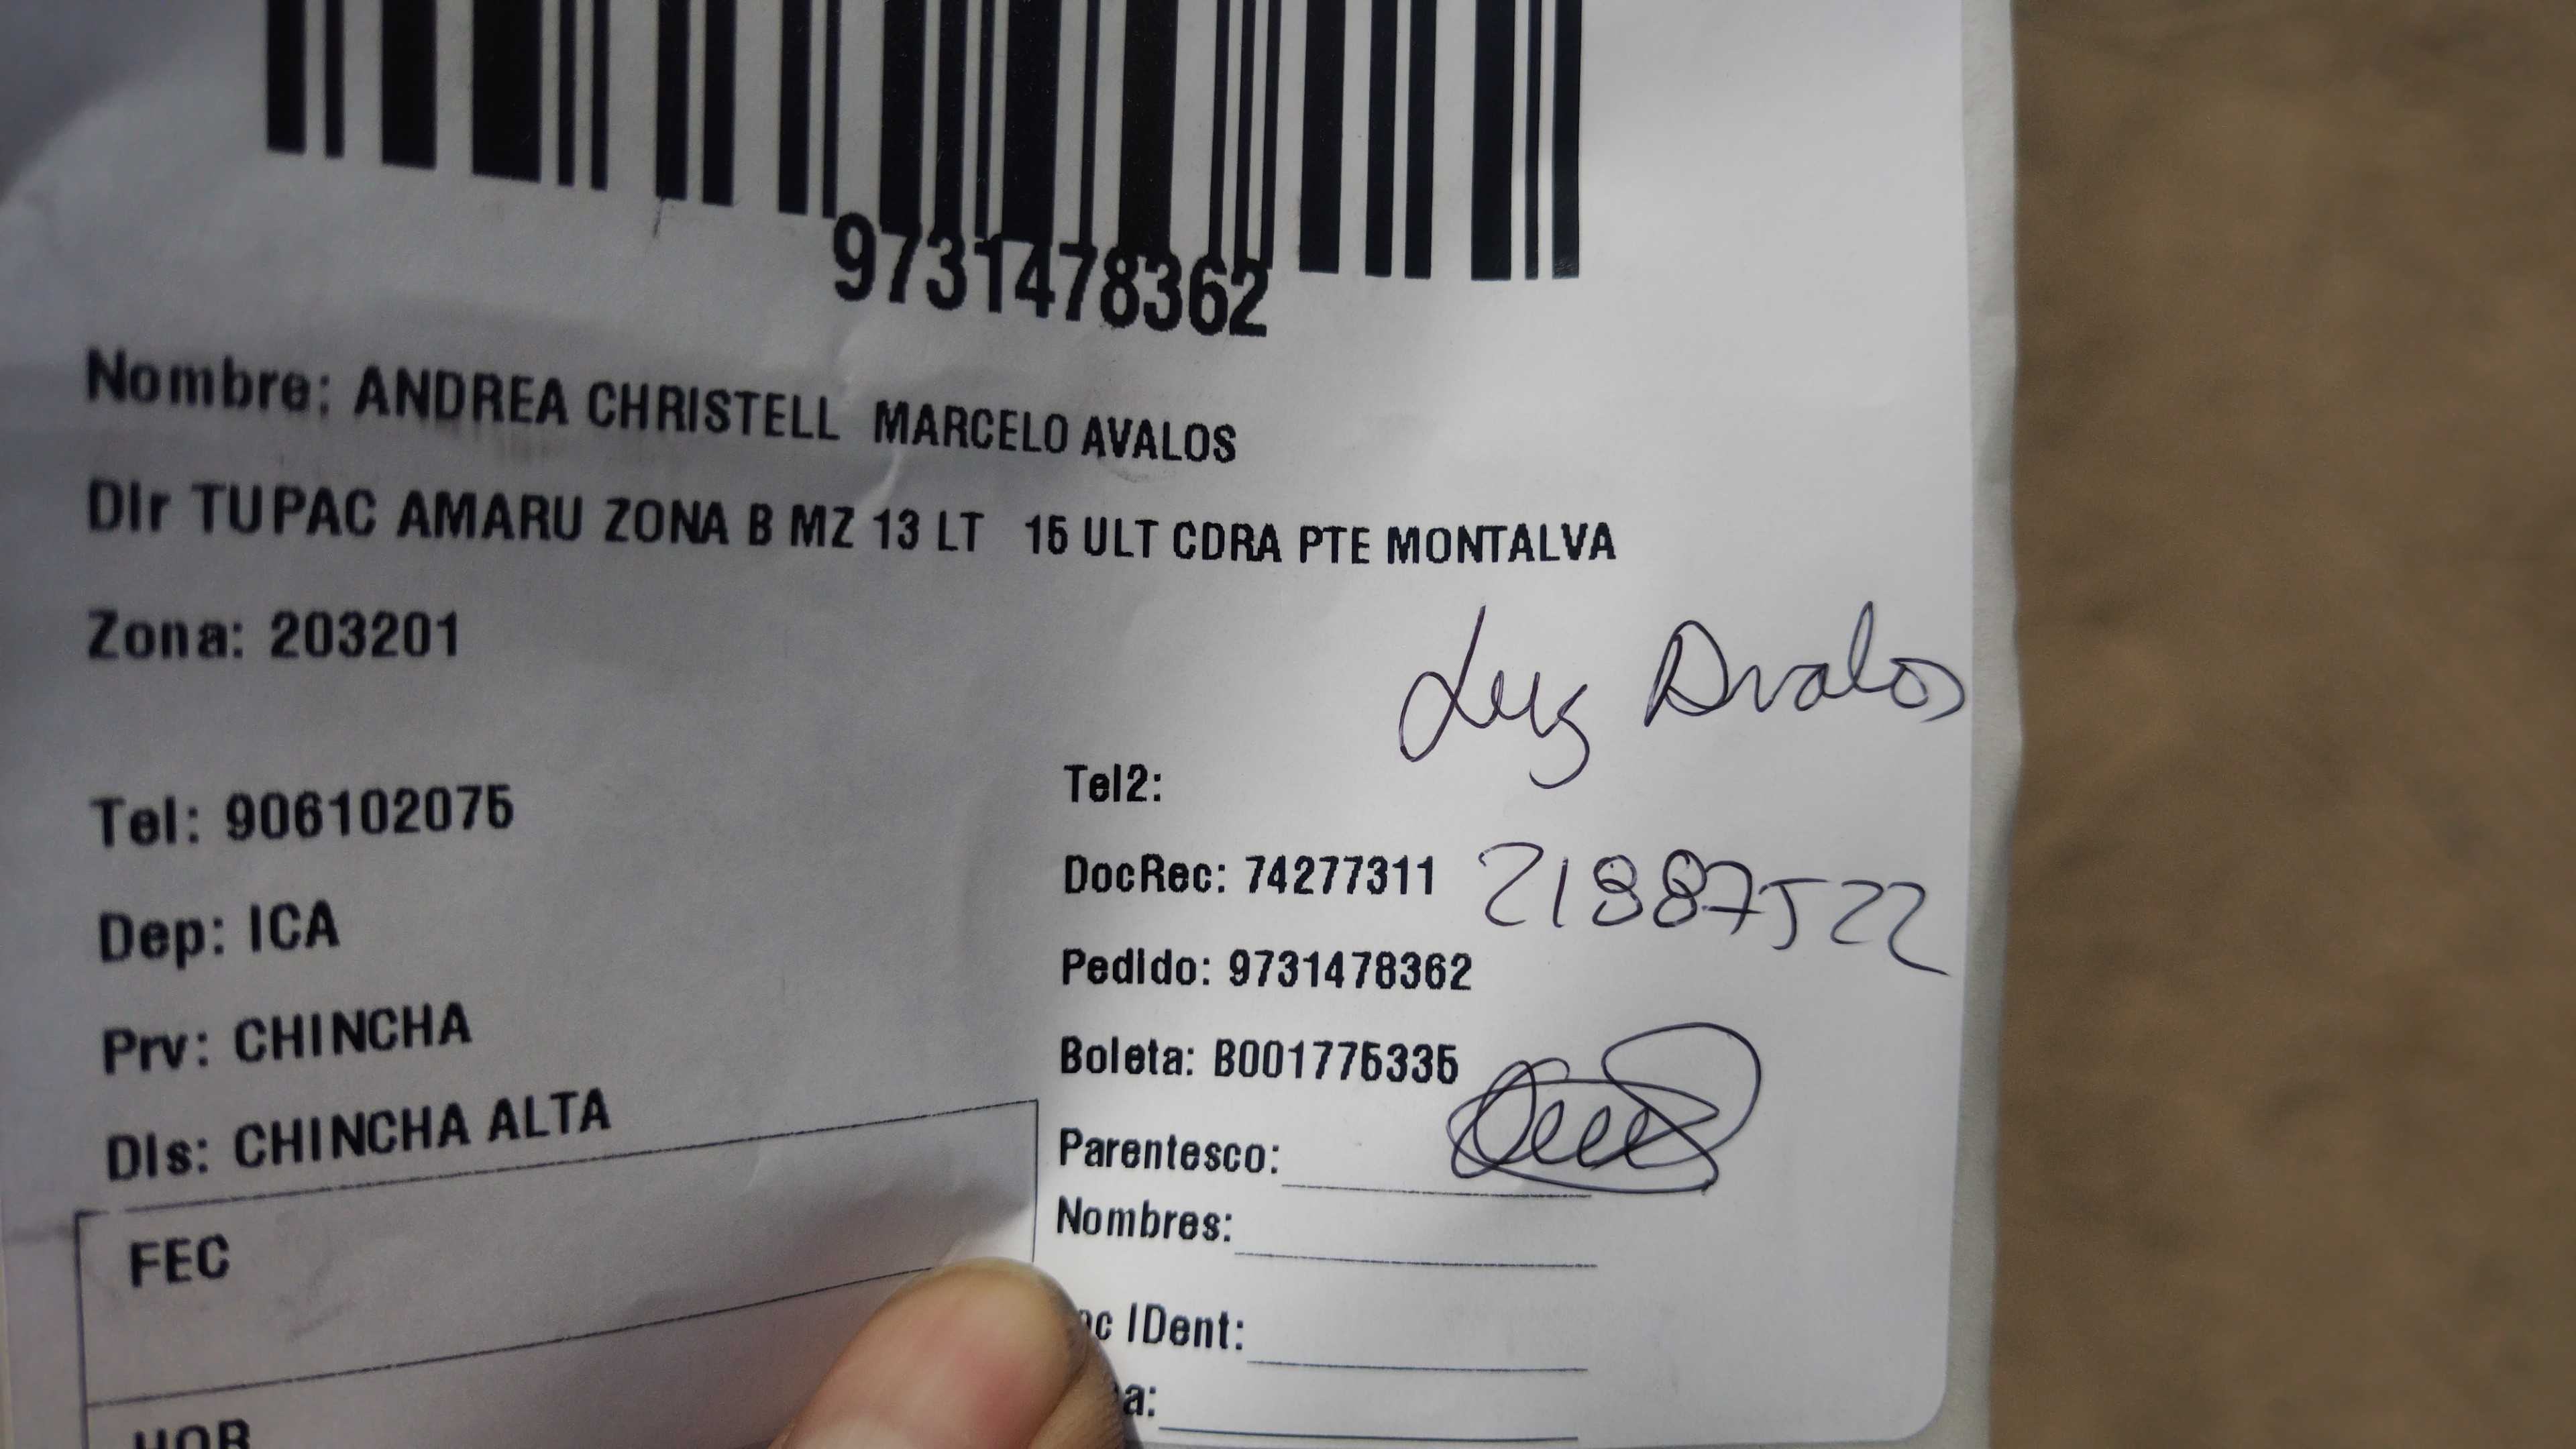 9731478362
Nombre: ANDREA CHRISTELL MARCELO AVALOS
Dir TUPAC AMARU ZONA B MZ 13 LT 15 ULT CDRA PTE MONTALVA
Zona: 203201
Luz Avalos
Tel: 906102075
Tel2:
DocRec: 74277311 21887522
Dep: ICA
Pedido: 9731478362
Prv: CHINCHA
Boleta: B001775335
Dis: CHINCHA ALTA
Parentesco:
Nombres:
FEC
IDent:
HOR